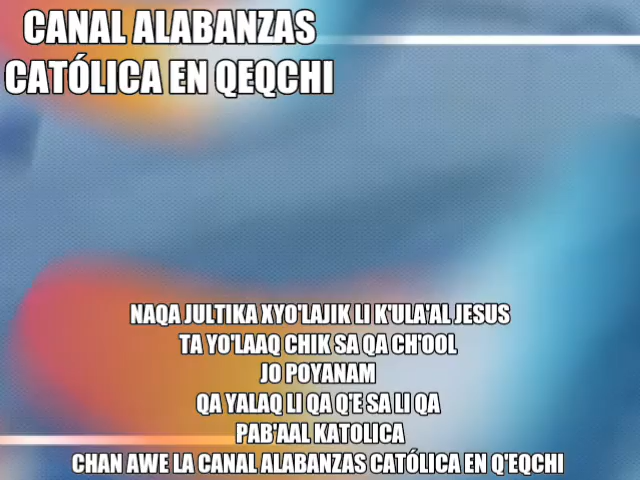 CANAL ALABANZAS
CATÓLICA EN QEQCHI
NAQA JULTIKA XYO'LAJIK LI K'ULA'AL JESUS
TA YO'LAAQ CHIK SA QA CH'OOL
JO POYANAM
QA YALAQ LI QA Q'E SA LI QA
PAB'AAL KATOLICA
CHAN AWE LA CANAL ALABANZAS CATÓLICA EN Q'EQCHI